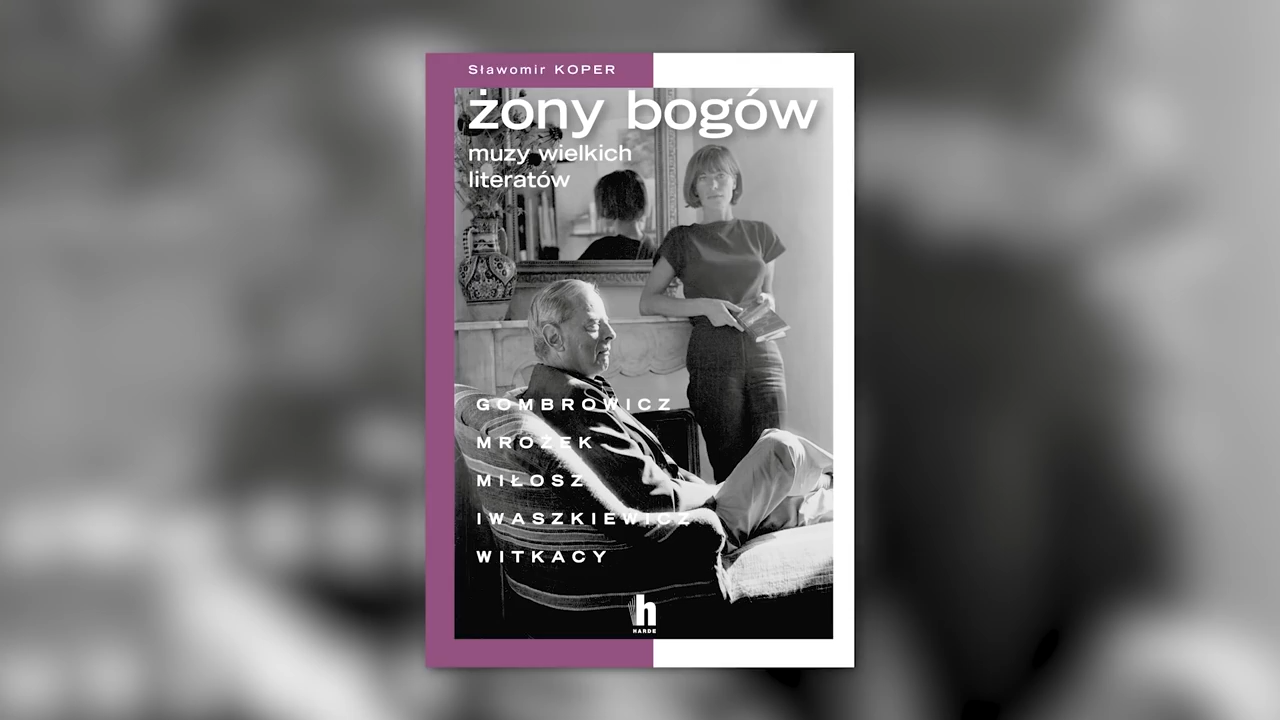 Sławomir KOPER
żony bogów
muzy wielkich
literatów
GOMBROWICZ
MROŻEK
MIŁOSZ
IWASZKIEWICZ
WITKACY
h
HARDE